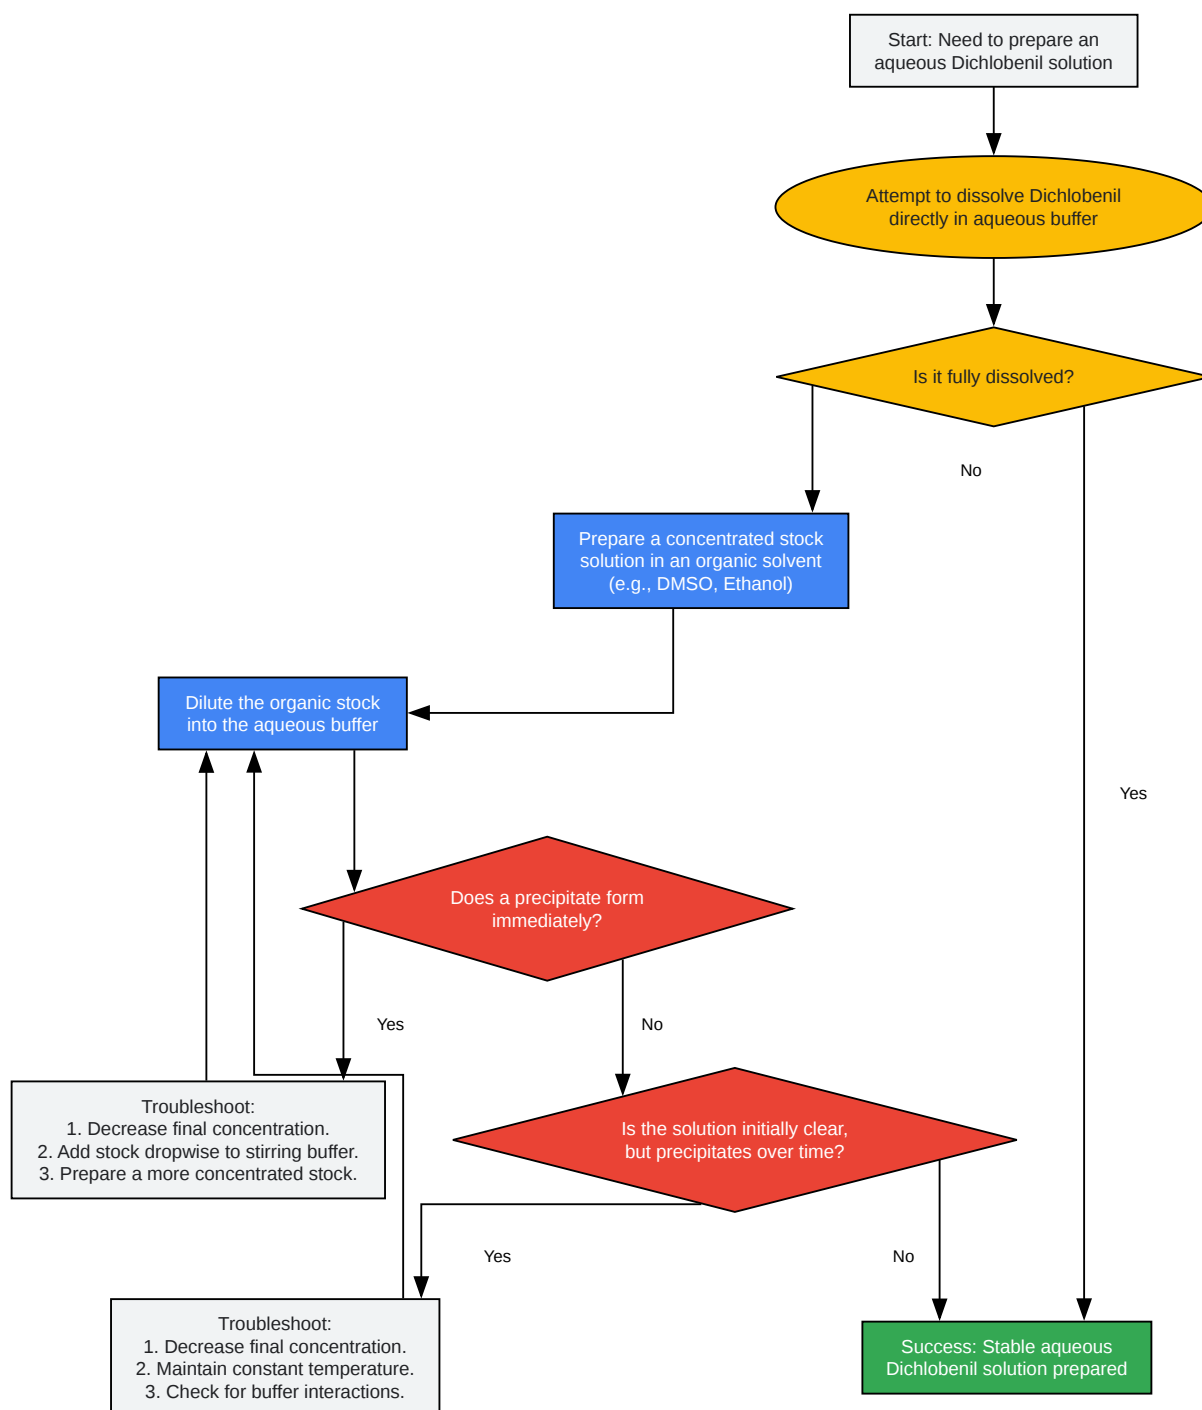 Start: Need to prepare an
aqueous Dichlobenil solution
Attempt to dissolve Dichlobenil
directly in aqueous buffer
Is it fully dissolved?
No
Prepare a concentrated stock
solution in an organic solvent
(e.g., DMSO, Ethanol)
Dilute the organic stock
into the aqueous buffer
Yes
Does a precipitate form
immediately?
Yes
No
Troubleshoot:
1. Decrease final concentration.
2. Add stock dropwise to stirring buffer.
3. Prepare a more concentrated stock.
Is the solution initially clear,
but precipitates over time?
Yes
No
Troubleshoot:
1. Decrease final concentration.
2. Maintain constant temperature.
3. Check for buffer interactions.
Success: Stable aqueous
Dichlobenil solution prepared